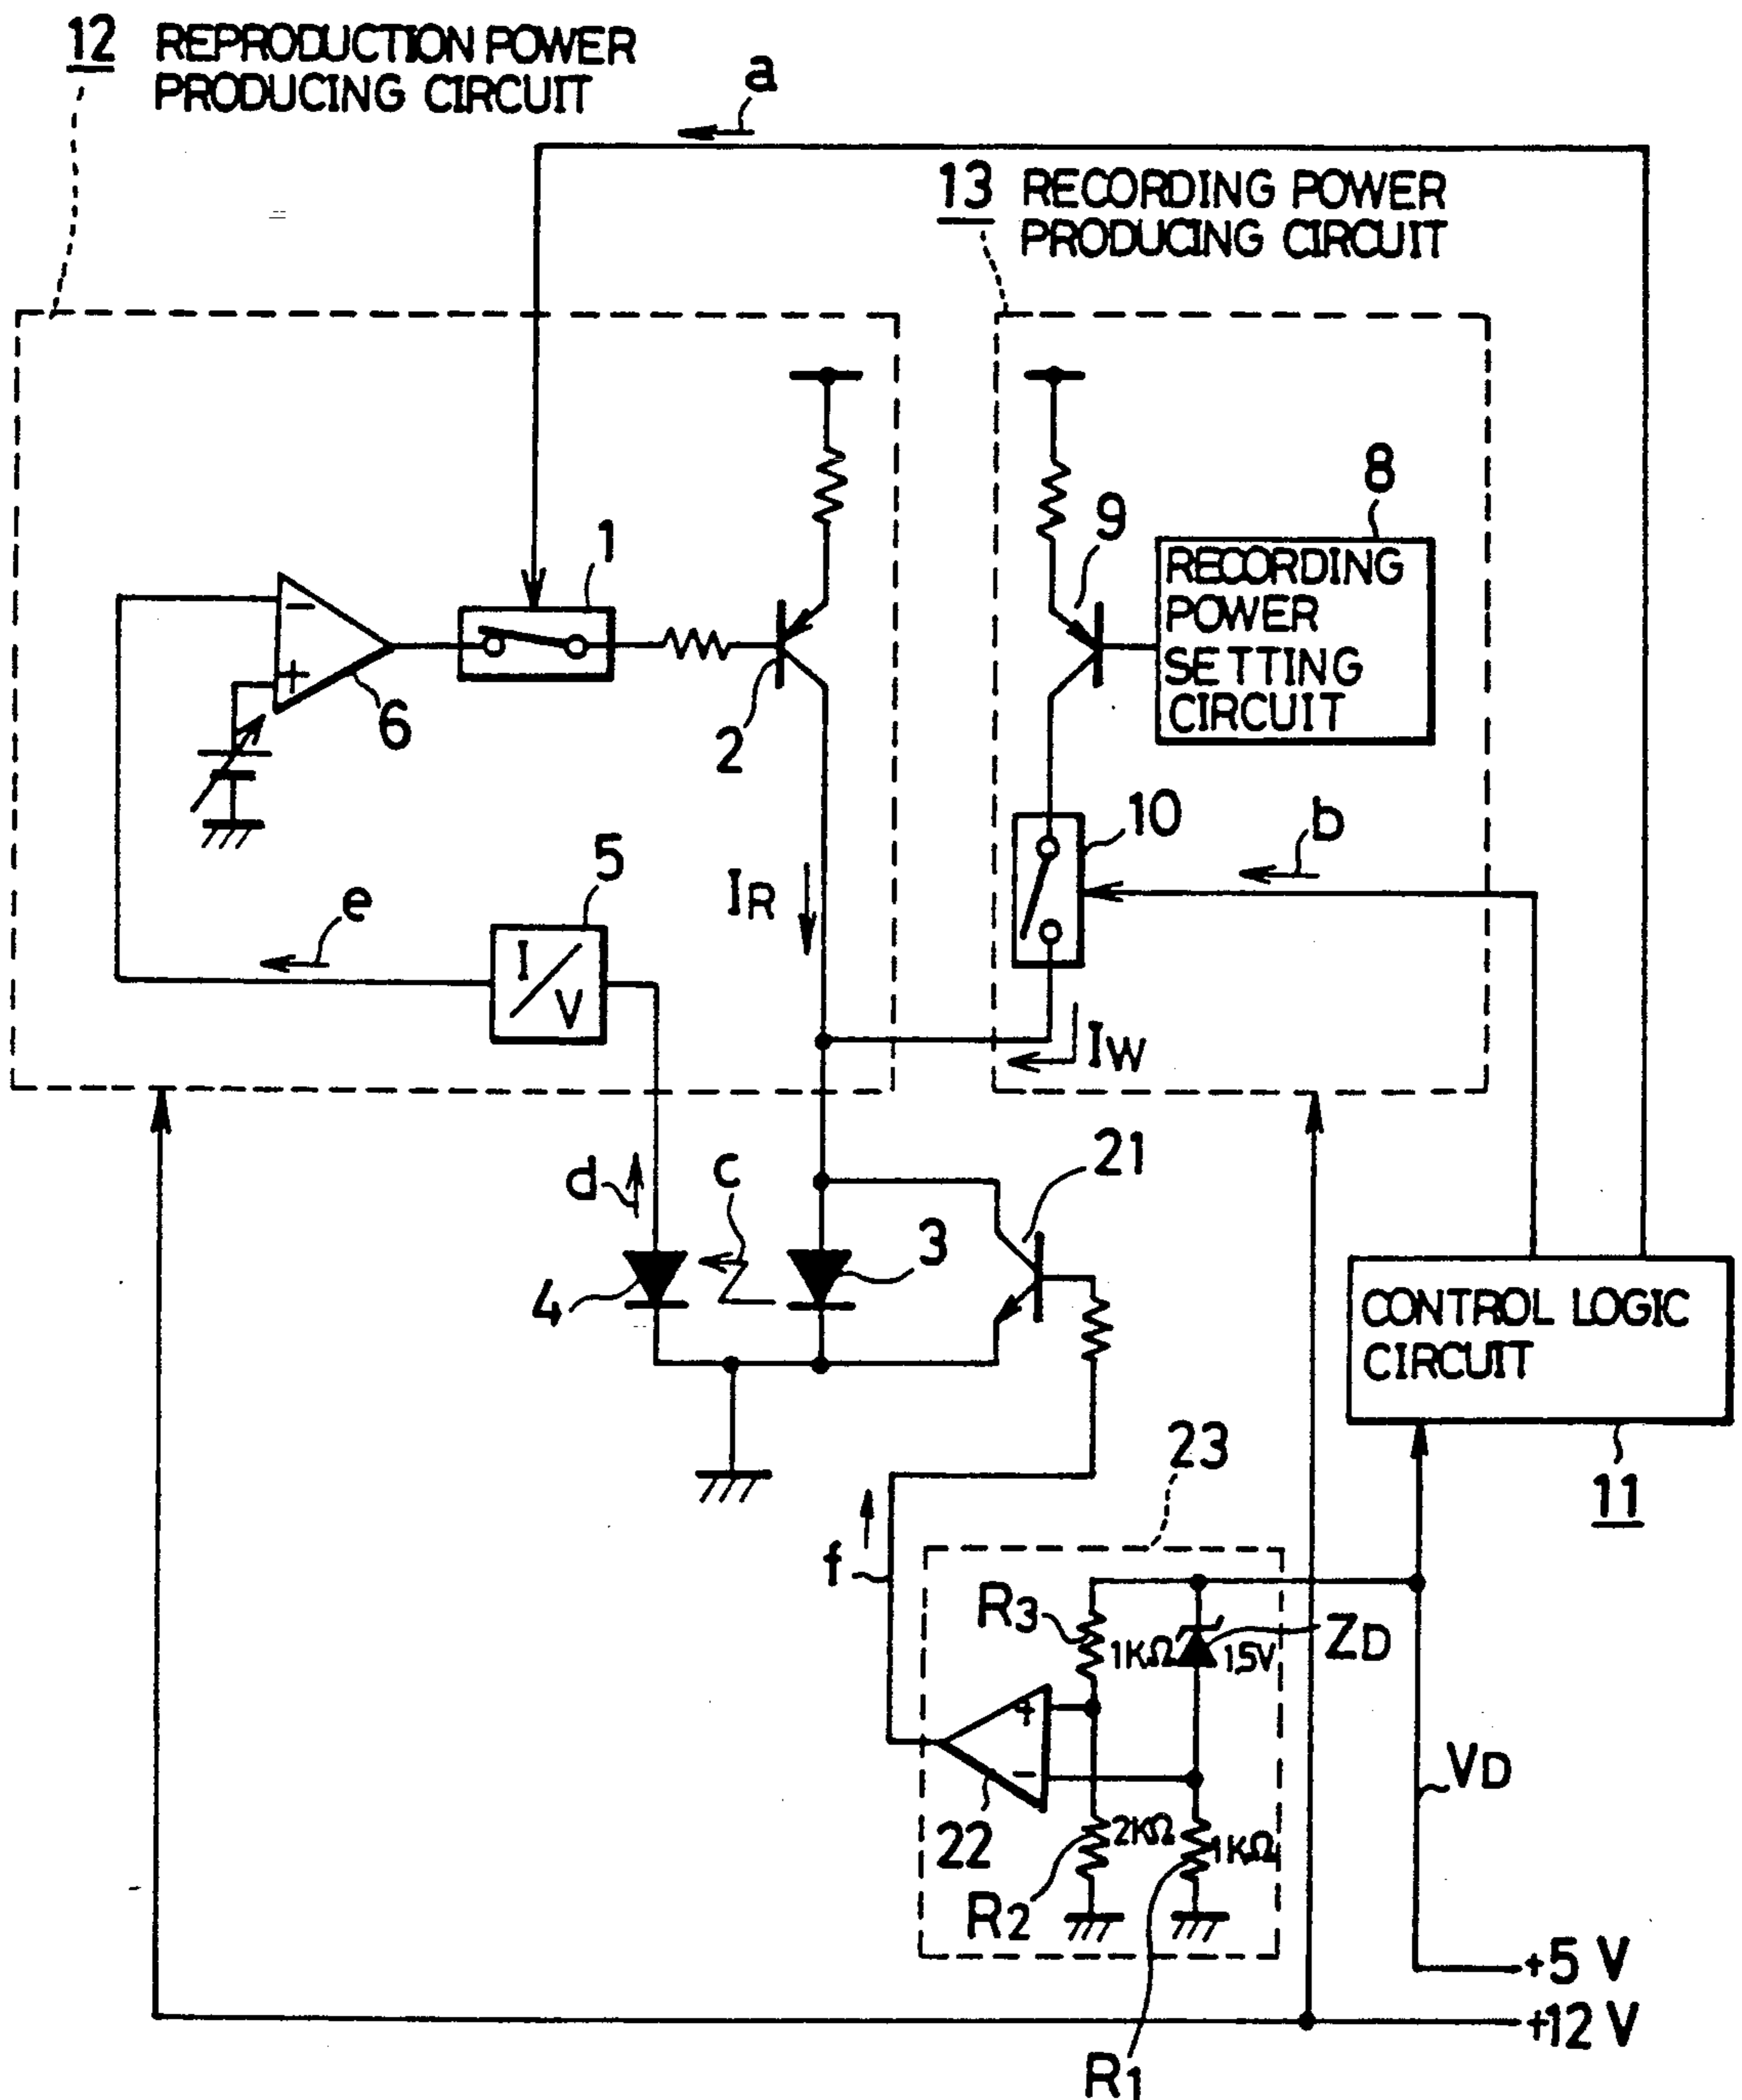 12 REPRODUCTION POWER
PRODUCING CIRCUIT
a
13 RECORDING POWER
PRODUCING CIRCUIT
8
9
1
RECORDING
POWER
SETTING
CIRCUIT
−
+
6
2
10
b
5
IR
e
I/V
IW
21
d
c
3
4
CONTROL LOGIC
CIRCUIT
23
11
f
R3
1KΩ
1.5V
ZD
+
−
VD
22
2KΩ
1KΩ
R2
+5 V
+12 V
R1